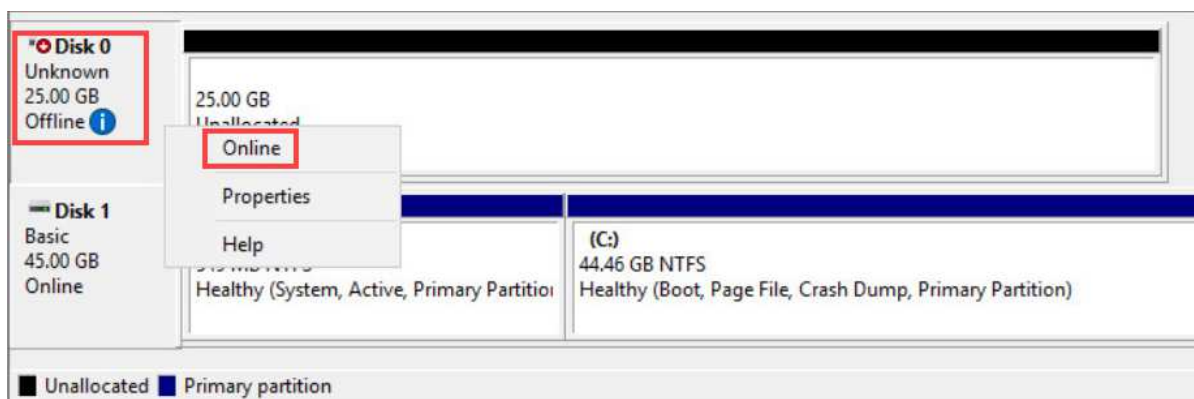 Disk 0
Unknown
25.00 GB
Offline
25.00 GB
Unallocated
Online
Properties
Help
Disk 1
Basic
45.00 GB
Online
Healthy (System, Active, Primary Partition
(C:)
44.46 GB NTFS
Healthy (Boot, Page File, Crash Dump, Primary Partition)
Unallocated
Primary partition